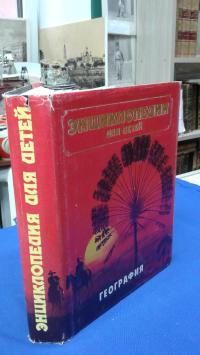 ЭНЦИКЛОПЕДИЯ ДЛЯ ДЕТЕЙ
ЭНЦИКЛОПЕДИЯ
ДЛЯ ДЕТЕЙ
ГЕОГРАФИЯ